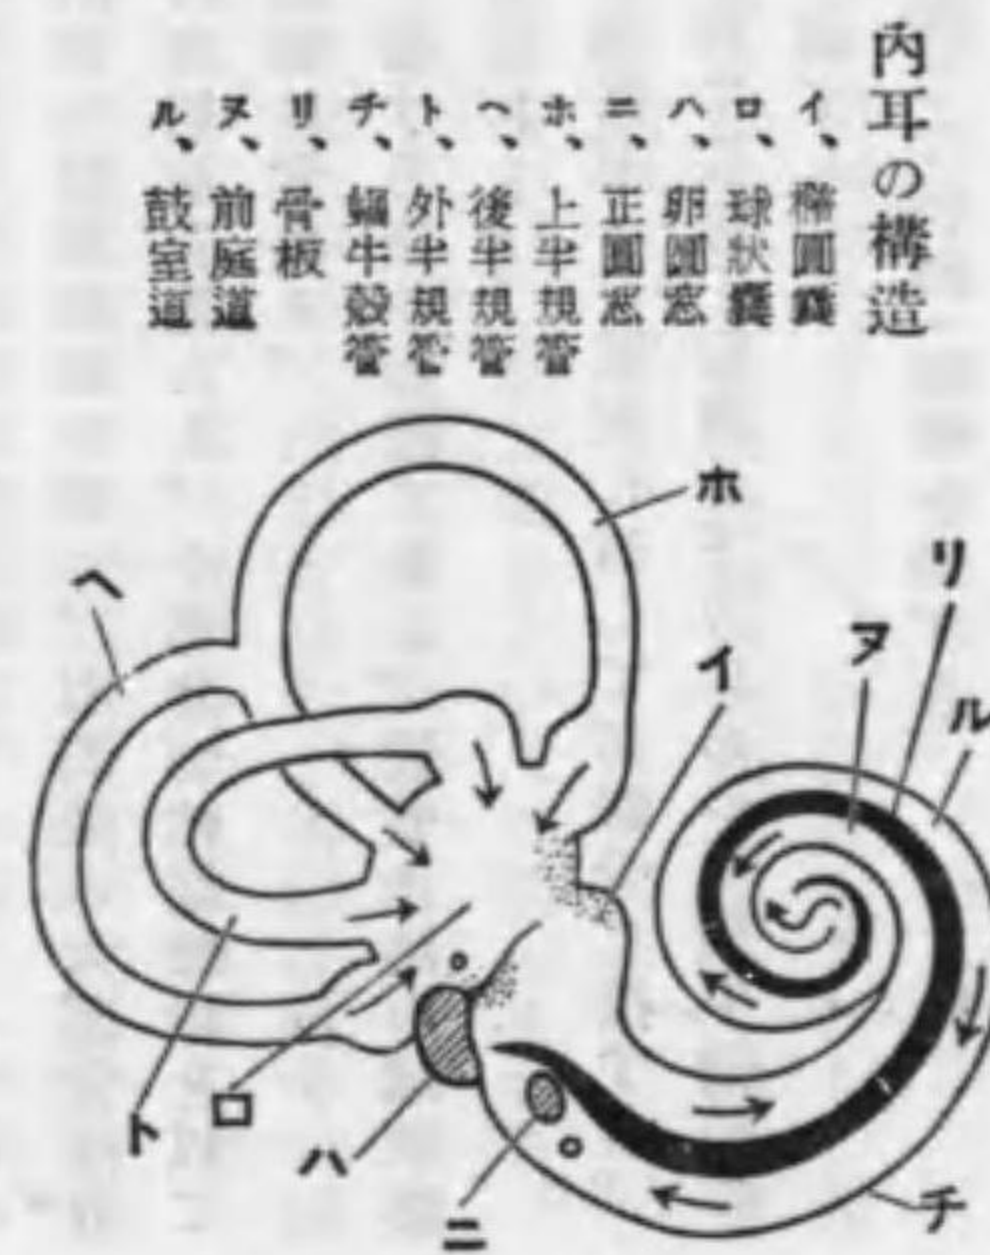 内耳の構造
イ、橢圓囊
ロ、球狀囊
ハ、卵圓窓
ニ、正圓窓
ホ、上半規管
ヘ、後半規管
ト、外半規管
チ、蝸牛殼管
リ、骨板
ヌ、前庭道
ル、鼓室道
ホ
リ
ヘ
ヌ
イ
ル
ロ
ト
ハ
ニ
チ